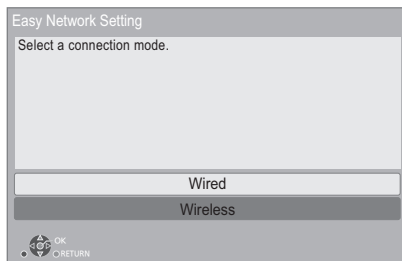 Easy Network Setting
Select a connection mode.
Wired
Wireless
OK
RETURN